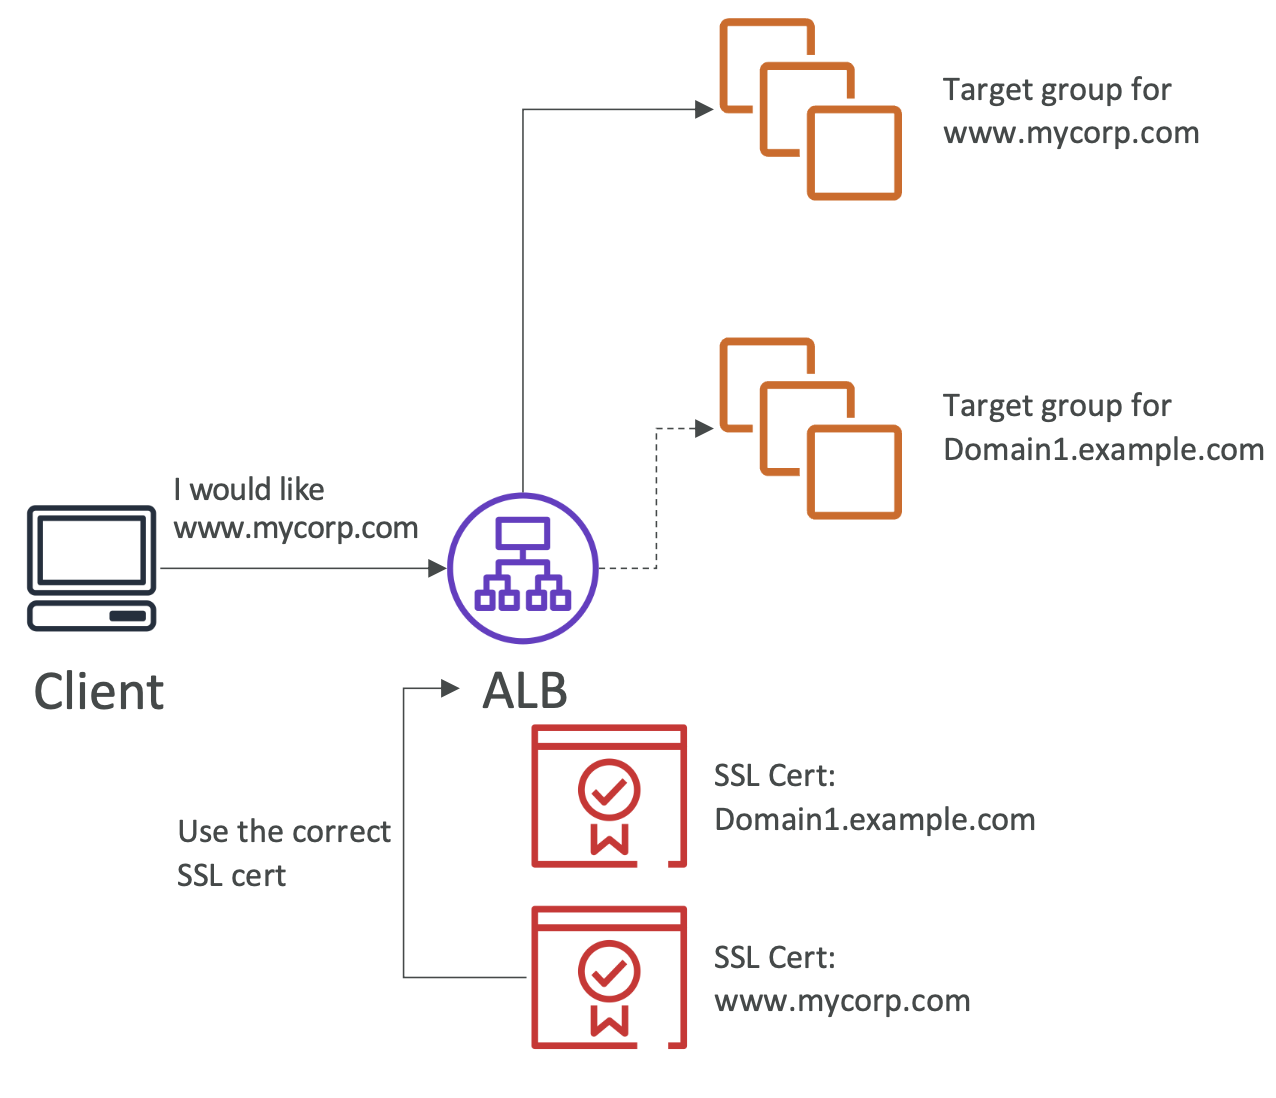 Target group for
www.mycorp.com
Target group for
Domain1.example.com
I would like
www.mycorp.com
Client
ALB
SSL Cert:
Domain1.example.com
Use the correct
SSL cert
SSL Cert:
www.mycorp.com